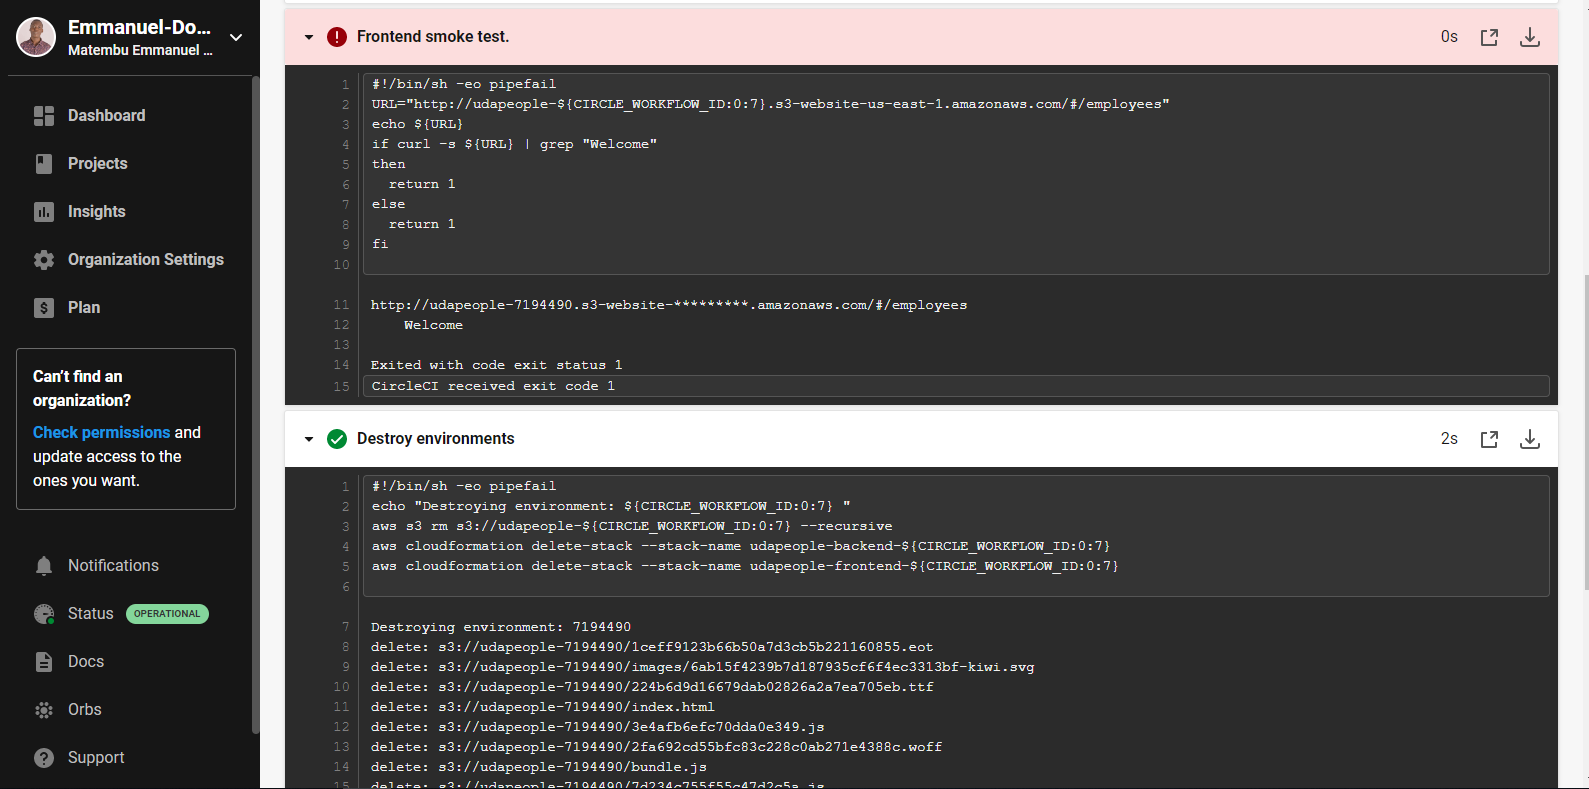 Emmanuel-Do...
Matembu Emmanuel ...
Dashboard
Projects
Insights
Organization Settings
Plan
Can't find an
organization?
Check permissions and
update access to the
ones you want.
Notifications
Status OPERATIONAL
Docs
Orbs
Support
Frontend smoke test. 0s
1 #!/bin/sh -eo pipefail
2 URL="http://udapeople-${CIRCLE_WORKFLOW_ID:0:7}.s3-website-us-east-1.amazonaws.com/#/employees"
3 echo ${URL}
4 if curl -s ${URL} | grep "Welcome"
5 then
6   return 1
7 else
8   return 1
9 fi
10
11 http://udapeople-7194490.s3-website-*********.amazonaws.com/#/employees
12     Welcome
13
14 Exited with code exit status 1
15 CircleCI received exit code 1
Destroy environments 2s
1 #!/bin/sh -eo pipefail
2 echo "Destroying environment: ${CIRCLE_WORKFLOW_ID:0:7} "
3 aws s3 rm s3://udapeople-${CIRCLE_WORKFLOW_ID:0:7} --recursive
4 aws cloudformation delete-stack --stack-name udapeople-backend-${CIRCLE_WORKFLOW_ID:0:7}
5 aws cloudformation delete-stack --stack-name udapeople-frontend-${CIRCLE_WORKFLOW_ID:0:7}
6
7 Destroying environment: 7194490
8 delete: s3://udapeople-7194490/1ceff9123b66b50a7d3cb5b221160855.eot
9 delete: s3://udapeople-7194490/images/6ab15f4239b7d187935cf6f4ec3313bf-kiwi.svg
10 delete: s3://udapeople-7194490/224b6d9d16679dab02826a2a7ea705eb.ttf
11 delete: s3://udapeople-7194490/index.html
12 delete: s3://udapeople-7194490/3e4afb6efc70dda0e349.js
13 delete: s3://udapeople-7194490/2fa692cd55bfc83c228c0ab271e4388c.woff
14 delete: s3://udapeople-7194490/bundle.js
15 delete: s3://udapeople-7194490/7d234c755f55c47d2c5a.js